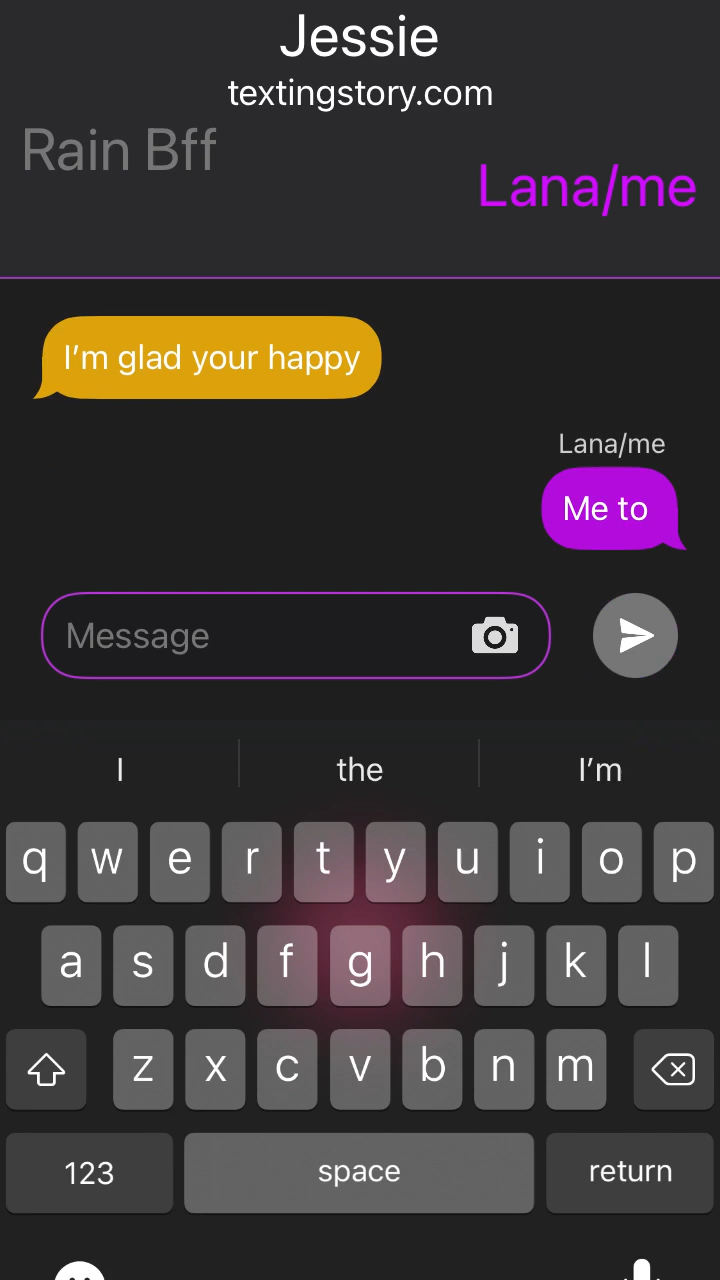 Jessie
textingstory.com
Rain Bff
Lana/me
I’m glad your happy
Lana/me
Me to
Message
I the I’m
q w e r t y u i o p
a s d f g h j k l
z x c v b n m
123 space return